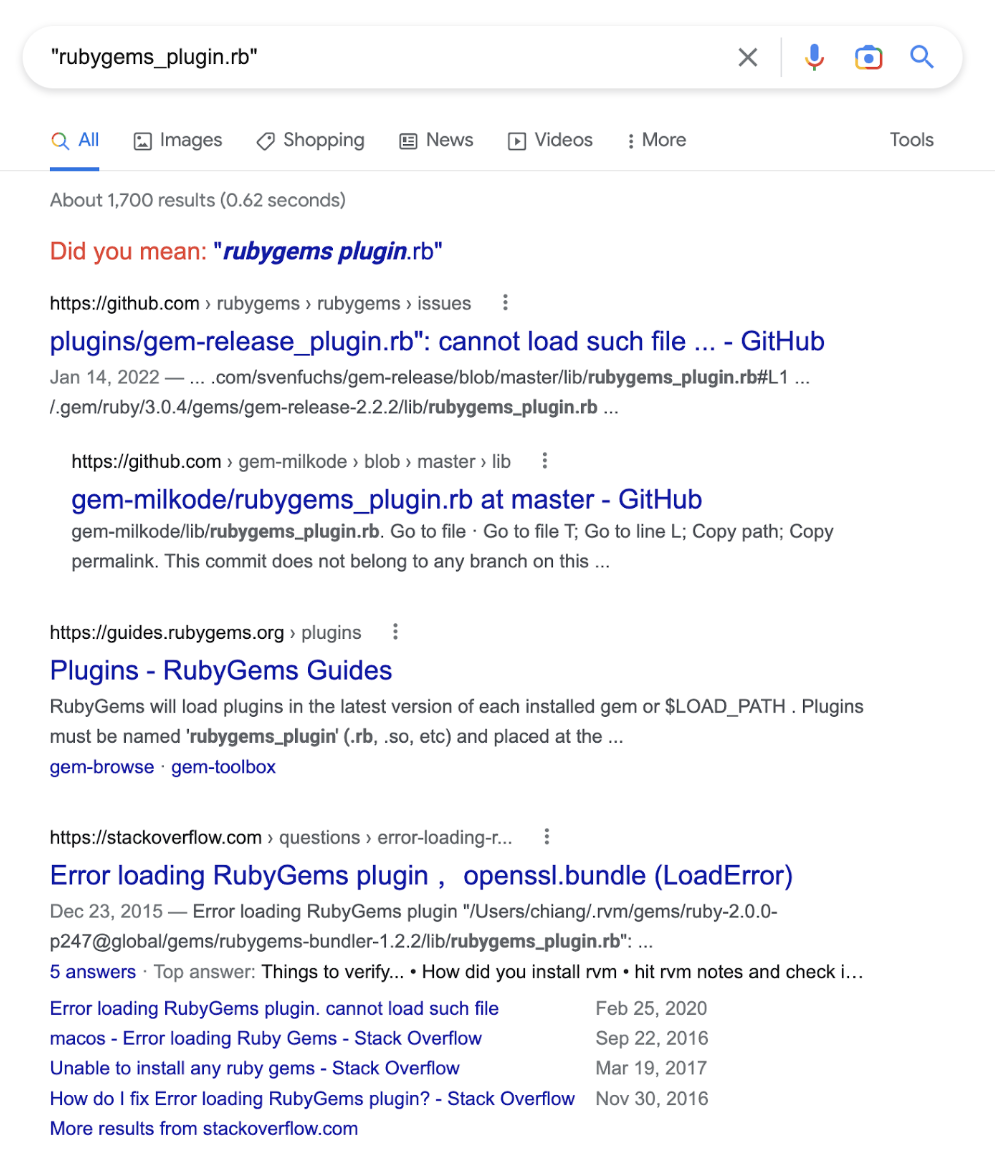 "rubygems_plugin.rb"
All Images Shopping News Videos More Tools
About 1,700 results (0.62 seconds)
Did you mean: "rubygems plugin.rb"
https://github.com › rubygems › rubygems › issues
plugins/gem-release_plugin.rb": cannot load such file ... - GitHub
Jan 14, 2022 — ... .com/svenfuchs/gem-release/blob/master/lib/rubygems_plugin.rb#L1 ...
/.gem/ruby/3.0.4/gems/gem-release-2.2.2/lib/rubygems_plugin.rb ...
https://github.com › gem-milkode › blob › master › lib
gem-milkode/rubygems_plugin.rb at master - GitHub
gem-milkode/lib/rubygems_plugin.rb. Go to file · Go to file T; Go to line L; Copy path; Copy
permalink. This commit does not belong to any branch on this ...
https://guides.rubygems.org › plugins
Plugins - RubyGems Guides
RubyGems will load plugins in the latest version of each installed gem or $LOAD_PATH . Plugins
must be named 'rubygems_plugin' (.rb, .so, etc) and placed at the ...
gem-browse · gem-toolbox
https://stackoverflow.com › questions › error-loading-r...
Error loading RubyGems plugin ，openssl.bundle (LoadError)
Dec 23, 2015 — Error loading RubyGems plugin "/Users/chiang/.rvm/gems/ruby-2.0.0-
p247@global/gems/rubygems-bundler-1.2.2/lib/rubygems_plugin.rb": ...
5 answers · Top answer: Things to verify... • How did you install rvm • hit rvm notes and check i...
Error loading RubyGems plugin. cannot load such file Feb 25, 2020
macos - Error loading Ruby Gems - Stack Overflow Sep 22, 2016
Unable to install any ruby gems - Stack Overflow Mar 19, 2017
How do I fix Error loading RubyGems plugin? - Stack Overflow Nov 30, 2016
More results from stackoverflow.com